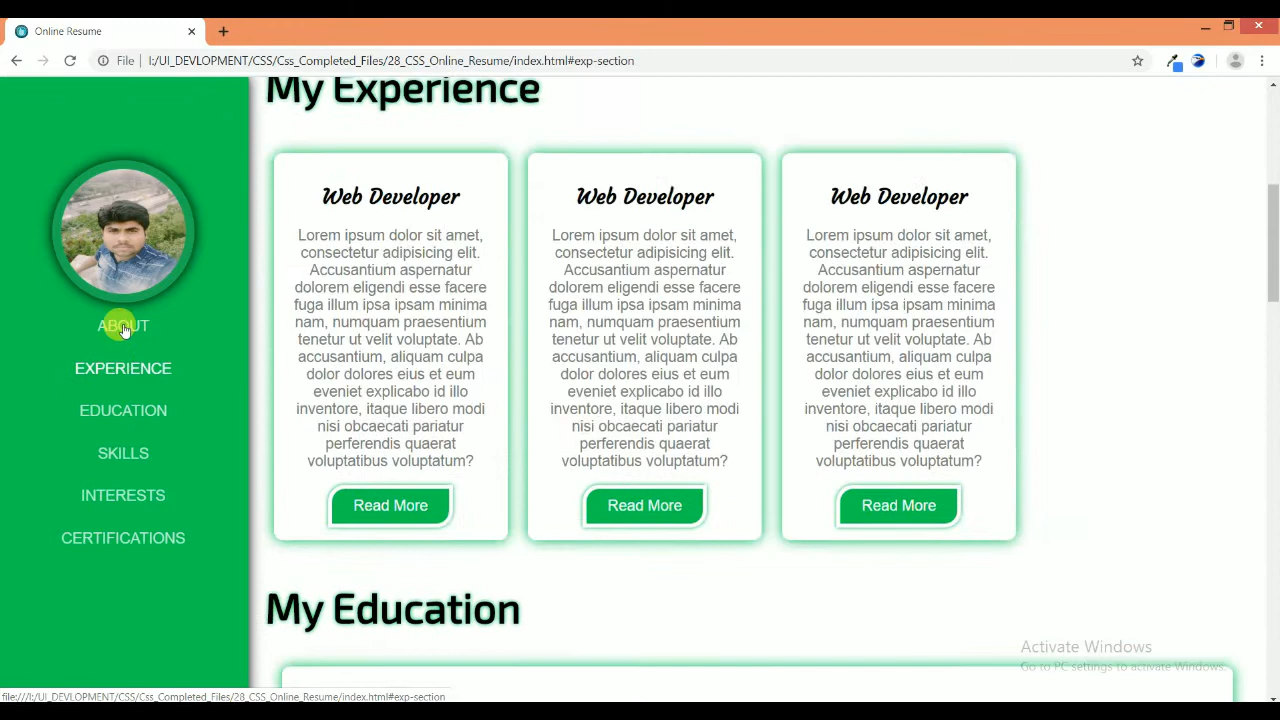 Online Resume
File
I:/UI_DEVLOPMENT/CSS/Css_Completed_Files/28_CSS_Online_Resume/index.html#exp-section
ABOUT
EXPERIENCE
EDUCATION
SKILLS
INTERESTS
CERTIFICATIONS
My Experience
Web Developer
Lorem ipsum dolor sit amet,
consectetur adipisicing elit.
Accusantium aspernatur
dolorem eligendi esse facere
fuga illum ipsa ipsam minima
nam, numquam praesentium
tenetur ut velit voluptate. Ab
accusantium, aliquam culpa
dolor dolores eius et eum
eveniet explicabo id illo
inventore, itaque libero modi
nisi obcaecati pariatur
perferendis quaerat
voluptatibus voluptatum?
Read More
Web Developer
Lorem ipsum dolor sit amet,
consectetur adipisicing elit.
Accusantium aspernatur
dolorem eligendi esse facere
fuga illum ipsa ipsam minima
nam, numquam praesentium
tenetur ut velit voluptate. Ab
accusantium, aliquam culpa
dolor dolores eius et eum
eveniet explicabo id illo
inventore, itaque libero modi
nisi obcaecati pariatur
perferendis quaerat
voluptatibus voluptatum?
Read More
Web Developer
Lorem ipsum dolor sit amet,
consectetur adipisicing elit.
Accusantium aspernatur
dolorem eligendi esse facere
fuga illum ipsa ipsam minima
nam, numquam praesentium
tenetur ut velit voluptate. Ab
accusantium, aliquam culpa
dolor dolores eius et eum
eveniet explicabo id illo
inventore, itaque libero modi
nisi obcaecati pariatur
perferendis quaerat
voluptatibus voluptatum?
Read More
My Education
Activate Windows
Go to PC settings to activate Windows.
file:///I:/UI_DEVLOPMENT/CSS/Css_Completed_Files/28_CSS_Online_Resume/index.html#exp-section